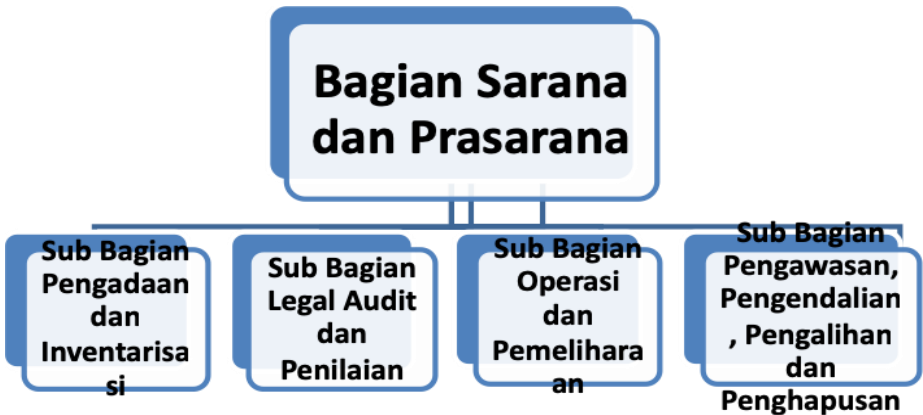 Bagian Sarana
dan Prasarana
Sub Bagian
Pengadaan
dan
Inventarisa
si
Sub Bagian
Legal Audit
dan
Penilaian
Sub Bagian
Operasi
dan
Pemelihara
an
Sub Bagian
Pengawasan,
Pengendalian
, Pengalihan
dan
Penghapusan